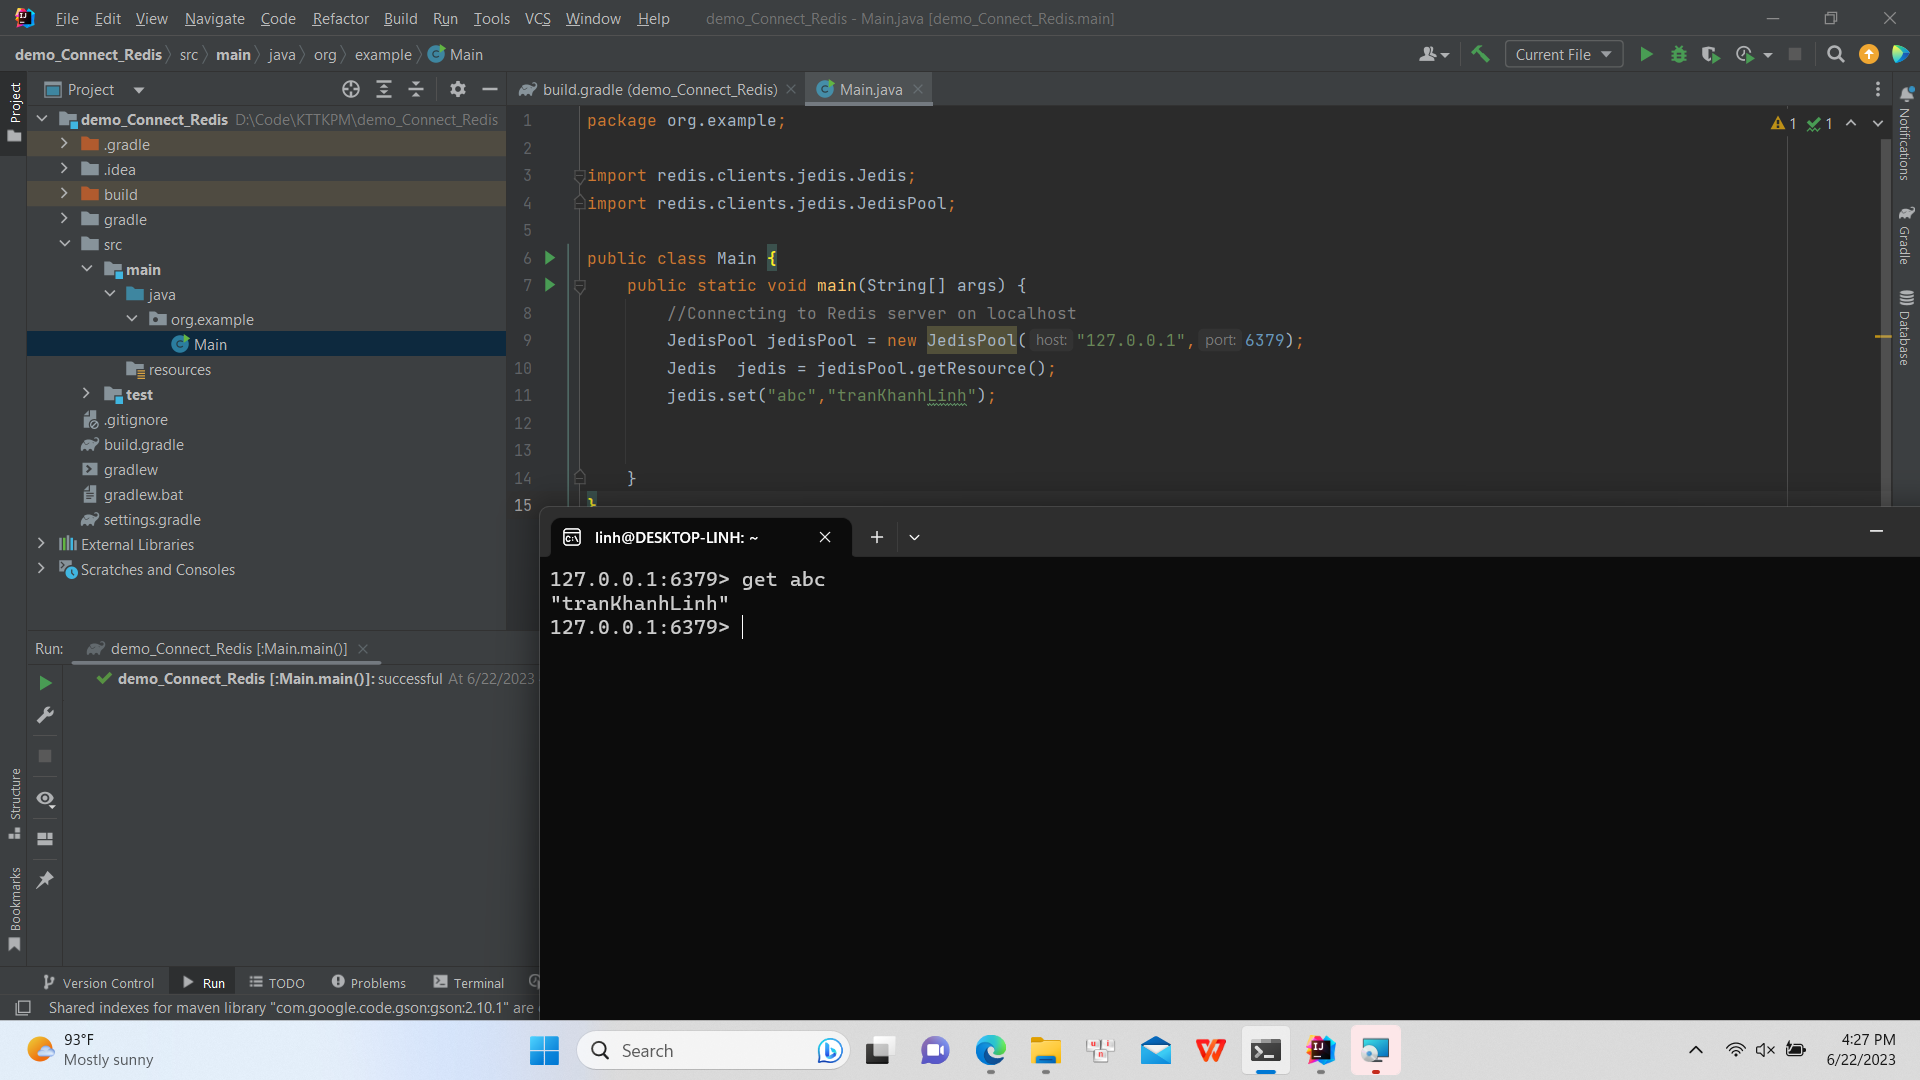 File Edit View Navigate Code Refactor Build Run Tools VCS Window Help demo_Connect_Redis - Main.java [demo_Connect_Redis.main]
demo_Connect_Redis src main java org example Main Current File
Project
Project
build.gradle (demo_Connect_Redis) Main.java
demo_Connect_Redis D:\Code\KTTKPM\demo_Connect_Redis
.gradle
.idea
build
gradle
src
main
java
org.example
Main
resources
test
.gitignore
build.gradle
gradlew
gradlew.bat
settings.gradle
External Libraries
Scratches and Consoles
1 package org.example;
2
3 import redis.clients.jedis.Jedis;
4 import redis.clients.jedis.JedisPool;
5
6 public class Main {
7 public static void main(String[] args) {
8 //Connecting to Redis server on localhost
9 JedisPool jedisPool = new JedisPool( host: "127.0.0.1", port: 6379);
10 Jedis  jedis = jedisPool.getResource();
11 jedis.set("abc","tranKhanhLinh");
12
13
14 }
15 }
1 1
Notifications
Gradle
Database
linh@DESKTOP-LINH: ~
127.0.0.1:6379> get abc
"tranKhanhLinh"
127.0.0.1:6379>
Run: demo_Connect_Redis [:Main.main()]
demo_Connect_Redis [:Main.main()]: successful At 6/22/2023
Structure
Bookmarks
Version Control Run TODO Problems Terminal
Shared indexes for maven library "com.google.code.gson:gson:2.10.1" are
93°F
Mostly sunny
Search
4:27 PM
6/22/2023